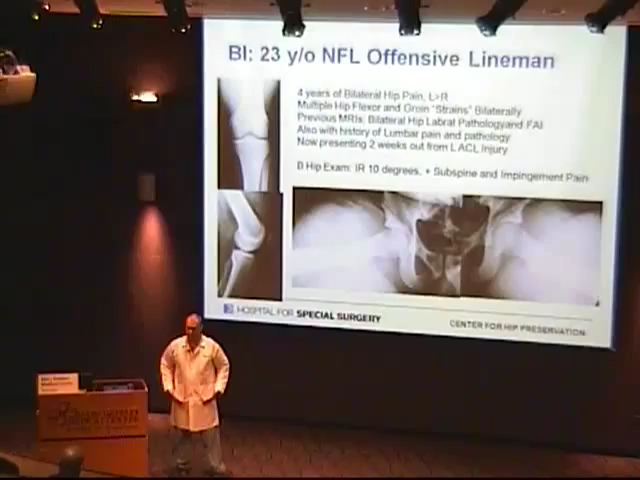 BI: 23 y/o NFL Offensive Lineman
4 years of Bilateral Hip Pain, L>R
Multiple Hip Flexor and Groin "Strains" Bilaterally
Previous MRIs: Bilateral Hip Labral Pathology and FAI
Also with history of Lumbar pain and pathology
Now presenting 2 weeks out from L ACL Injury
B Hip Exam: IR 10 degrees, + Subspine and Impingement Pain
HOSPITAL FOR SPECIAL SURGERY
CENTER FOR HIP PRESERVATION